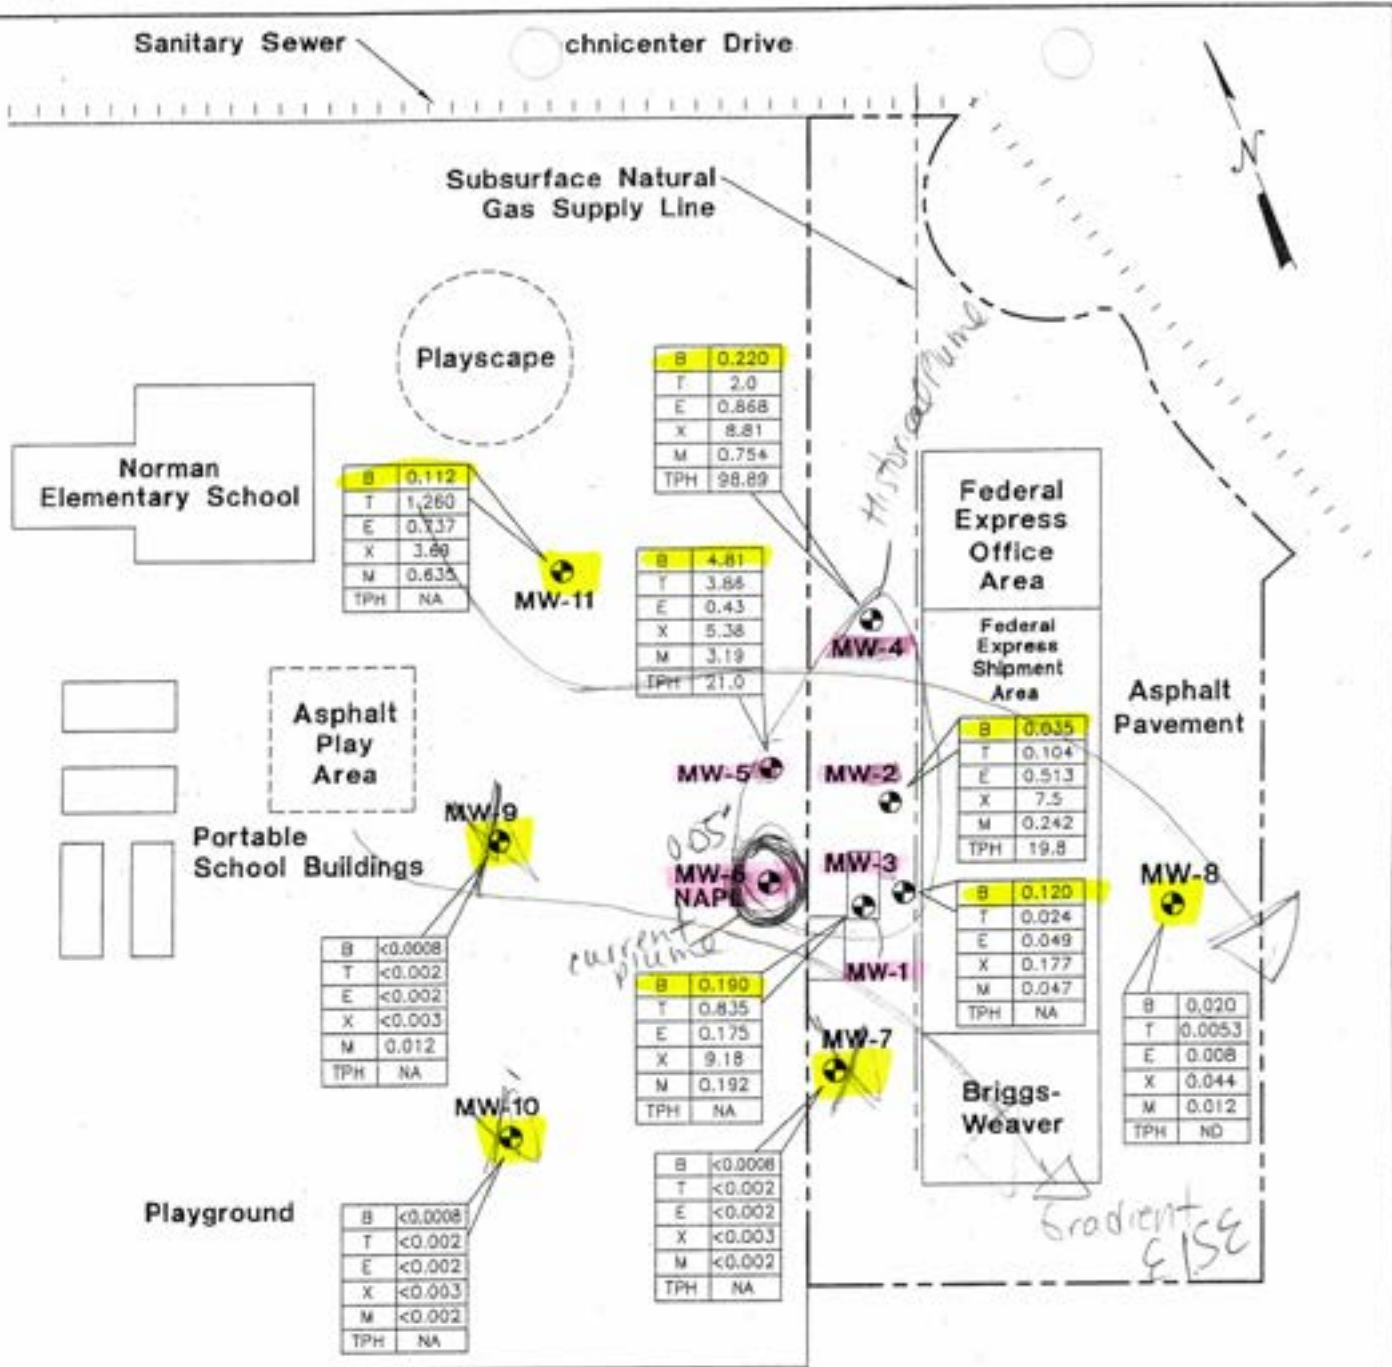 Sanitary Sewer
chnicenter Drive
N
Subsurface Natural
Gas Supply Line
Historical Plume
Playscape
B 0.220
T 2.0
E 0.868
X 8.81
M 0.754
TPH 98.89
Norman
Elementary School
B 0.112
T 1.260
E 0.737
X
M 0.635
TPH NA
MW-11
Federal
Express
Office
Area
B 4.81
T 3.86
E 0.43
X 5.38
M 3.19
TPH 21.0
MW-4
Federal
Express
Shipment
Area
Asphalt
Pavement
Asphalt
Play
Area
MW-5
MW-2
B
T 0.104
E 0.513
X 7.5
M 0.242
TPH 19.8
MW-9
Portable
School Buildings
0.05'
MW-6
NAPL
MW-3
MW-8
B 0.120
T 0.024
E 0.049
X 0.177
M 0.047
TPH NA
B <0.0008
T <0.002
E <0.002
X <0.003
M 0.012
TPH NA
current
plume
MW-1
B 0.190
T 0.835
E 0.175
X 9.18
M 0.192
TPH NA
B 0.020
T 0.0053
E 0.008
X 0.044
M 0.012
TPH ND
MW-7
MW-10
Briggs-
Weaver
B <0.0008
T <0.002
E <0.002
X <0.003
M <0.002
TPH NA
Playground
B <0.0008
T <0.002
E <0.002
X <0.003
M <0.002
TPH NA
Gradient